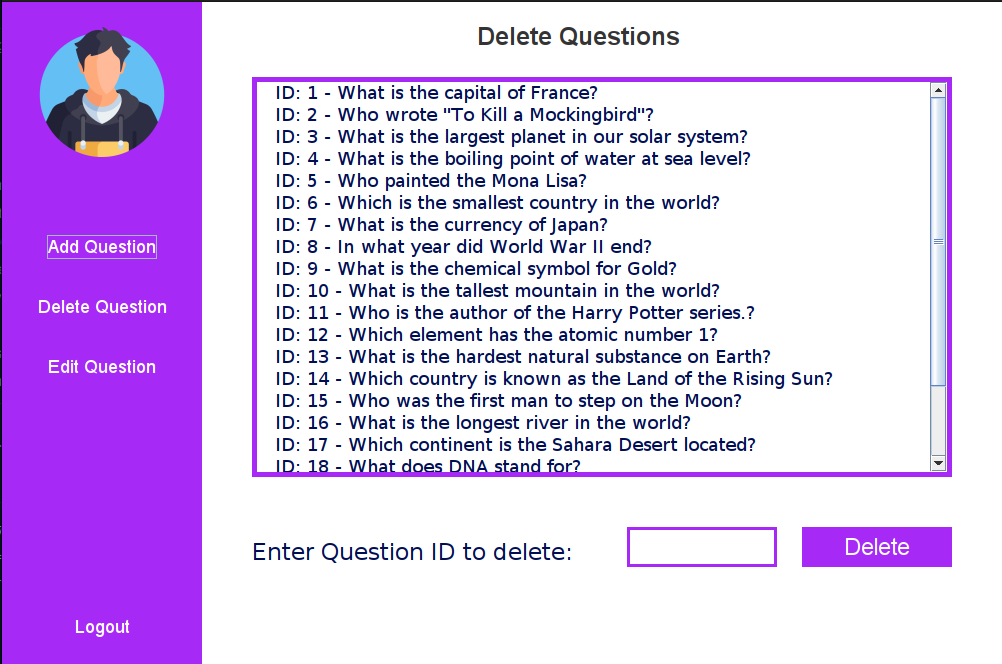 Delete Questions
ID: 1 - What is the capital of France?
ID: 2 - Who wrote "To Kill a Mockingbird"?
ID: 3 - What is the largest planet in our solar system?
ID: 4 - What is the boiling point of water at sea level?
ID: 5 - Who painted the Mona Lisa?
ID: 6 - Which is the smallest country in the world?
ID: 7 - What is the currency of Japan?
ID: 8 - In what year did World War II end?
ID: 9 - What is the chemical symbol for Gold?
ID: 10 - What is the tallest mountain in the world?
ID: 11 - Who is the author of the Harry Potter series.?
ID: 12 - Which element has the atomic number 1?
ID: 13 - What is the hardest natural substance on Earth?
ID: 14 - Which country is known as the Land of the Rising Sun?
ID: 15 - Who was the first man to step on the Moon?
ID: 16 - What is the longest river in the world?
ID: 17 - Which continent is the Sahara Desert located?
ID: 18 - What does DNA stand for?
Add Question
Delete Question
Edit Question
Logout
Enter Question ID to delete:
Delete